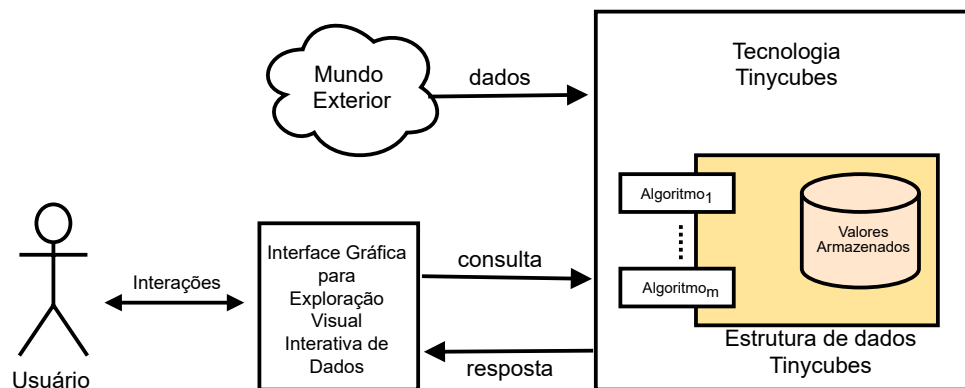 Mundo
Exterior
dados
Tecnologia
Tinycubes
Algoritmo1
Algoritmom
Valores
Armazenados
Estrutura de dados
Tinycubes
Usuário
Interações
Interface Gráfica
para
Exploração
Visual
Interativa de
Dados
consulta
resposta